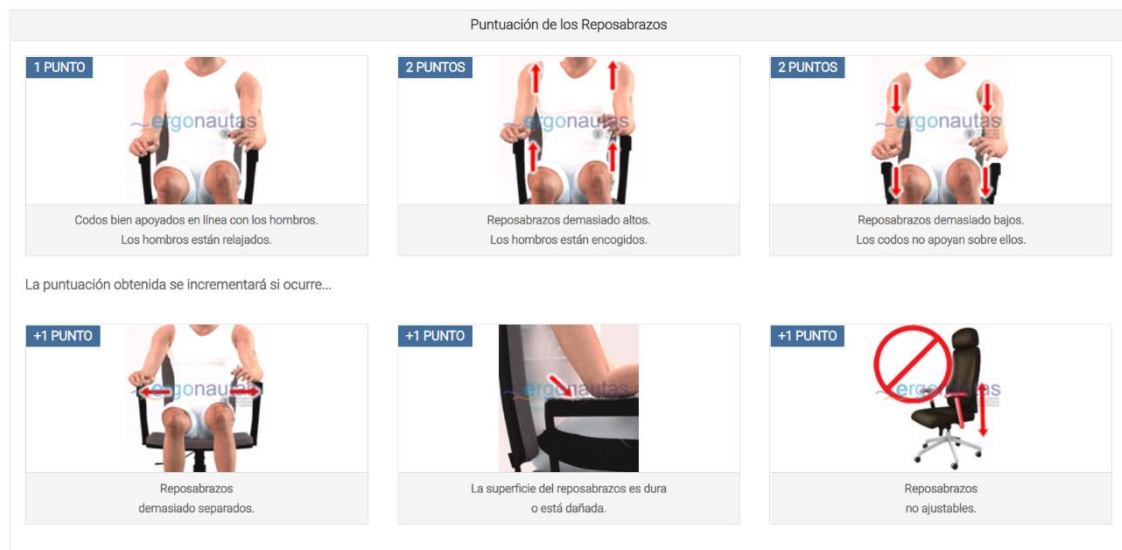 Puntuación de los Reposabrazos
1 PUNTO
ergonautas
Codos bien apoyados en línea con los hombros.
Los hombros están relajados.
2 PUNTOS
ergonautas
Reposabrazos demasiado altos.
Los hombros están encogidos.
2 PUNTOS
ergonautas
Reposabrazos demasiado bajos.
Los codos no apoyan sobre ellos.
La puntuación obtenida se incrementará si ocurre...
+1 PUNTO
ergonautas
Reposabrazos
demasiado separados.
+1 PUNTO
ergonautas
La superficie del reposabrazos es dura
o está dañada.
+1 PUNTO
ergonautas
Reposabrazos
no ajustables.